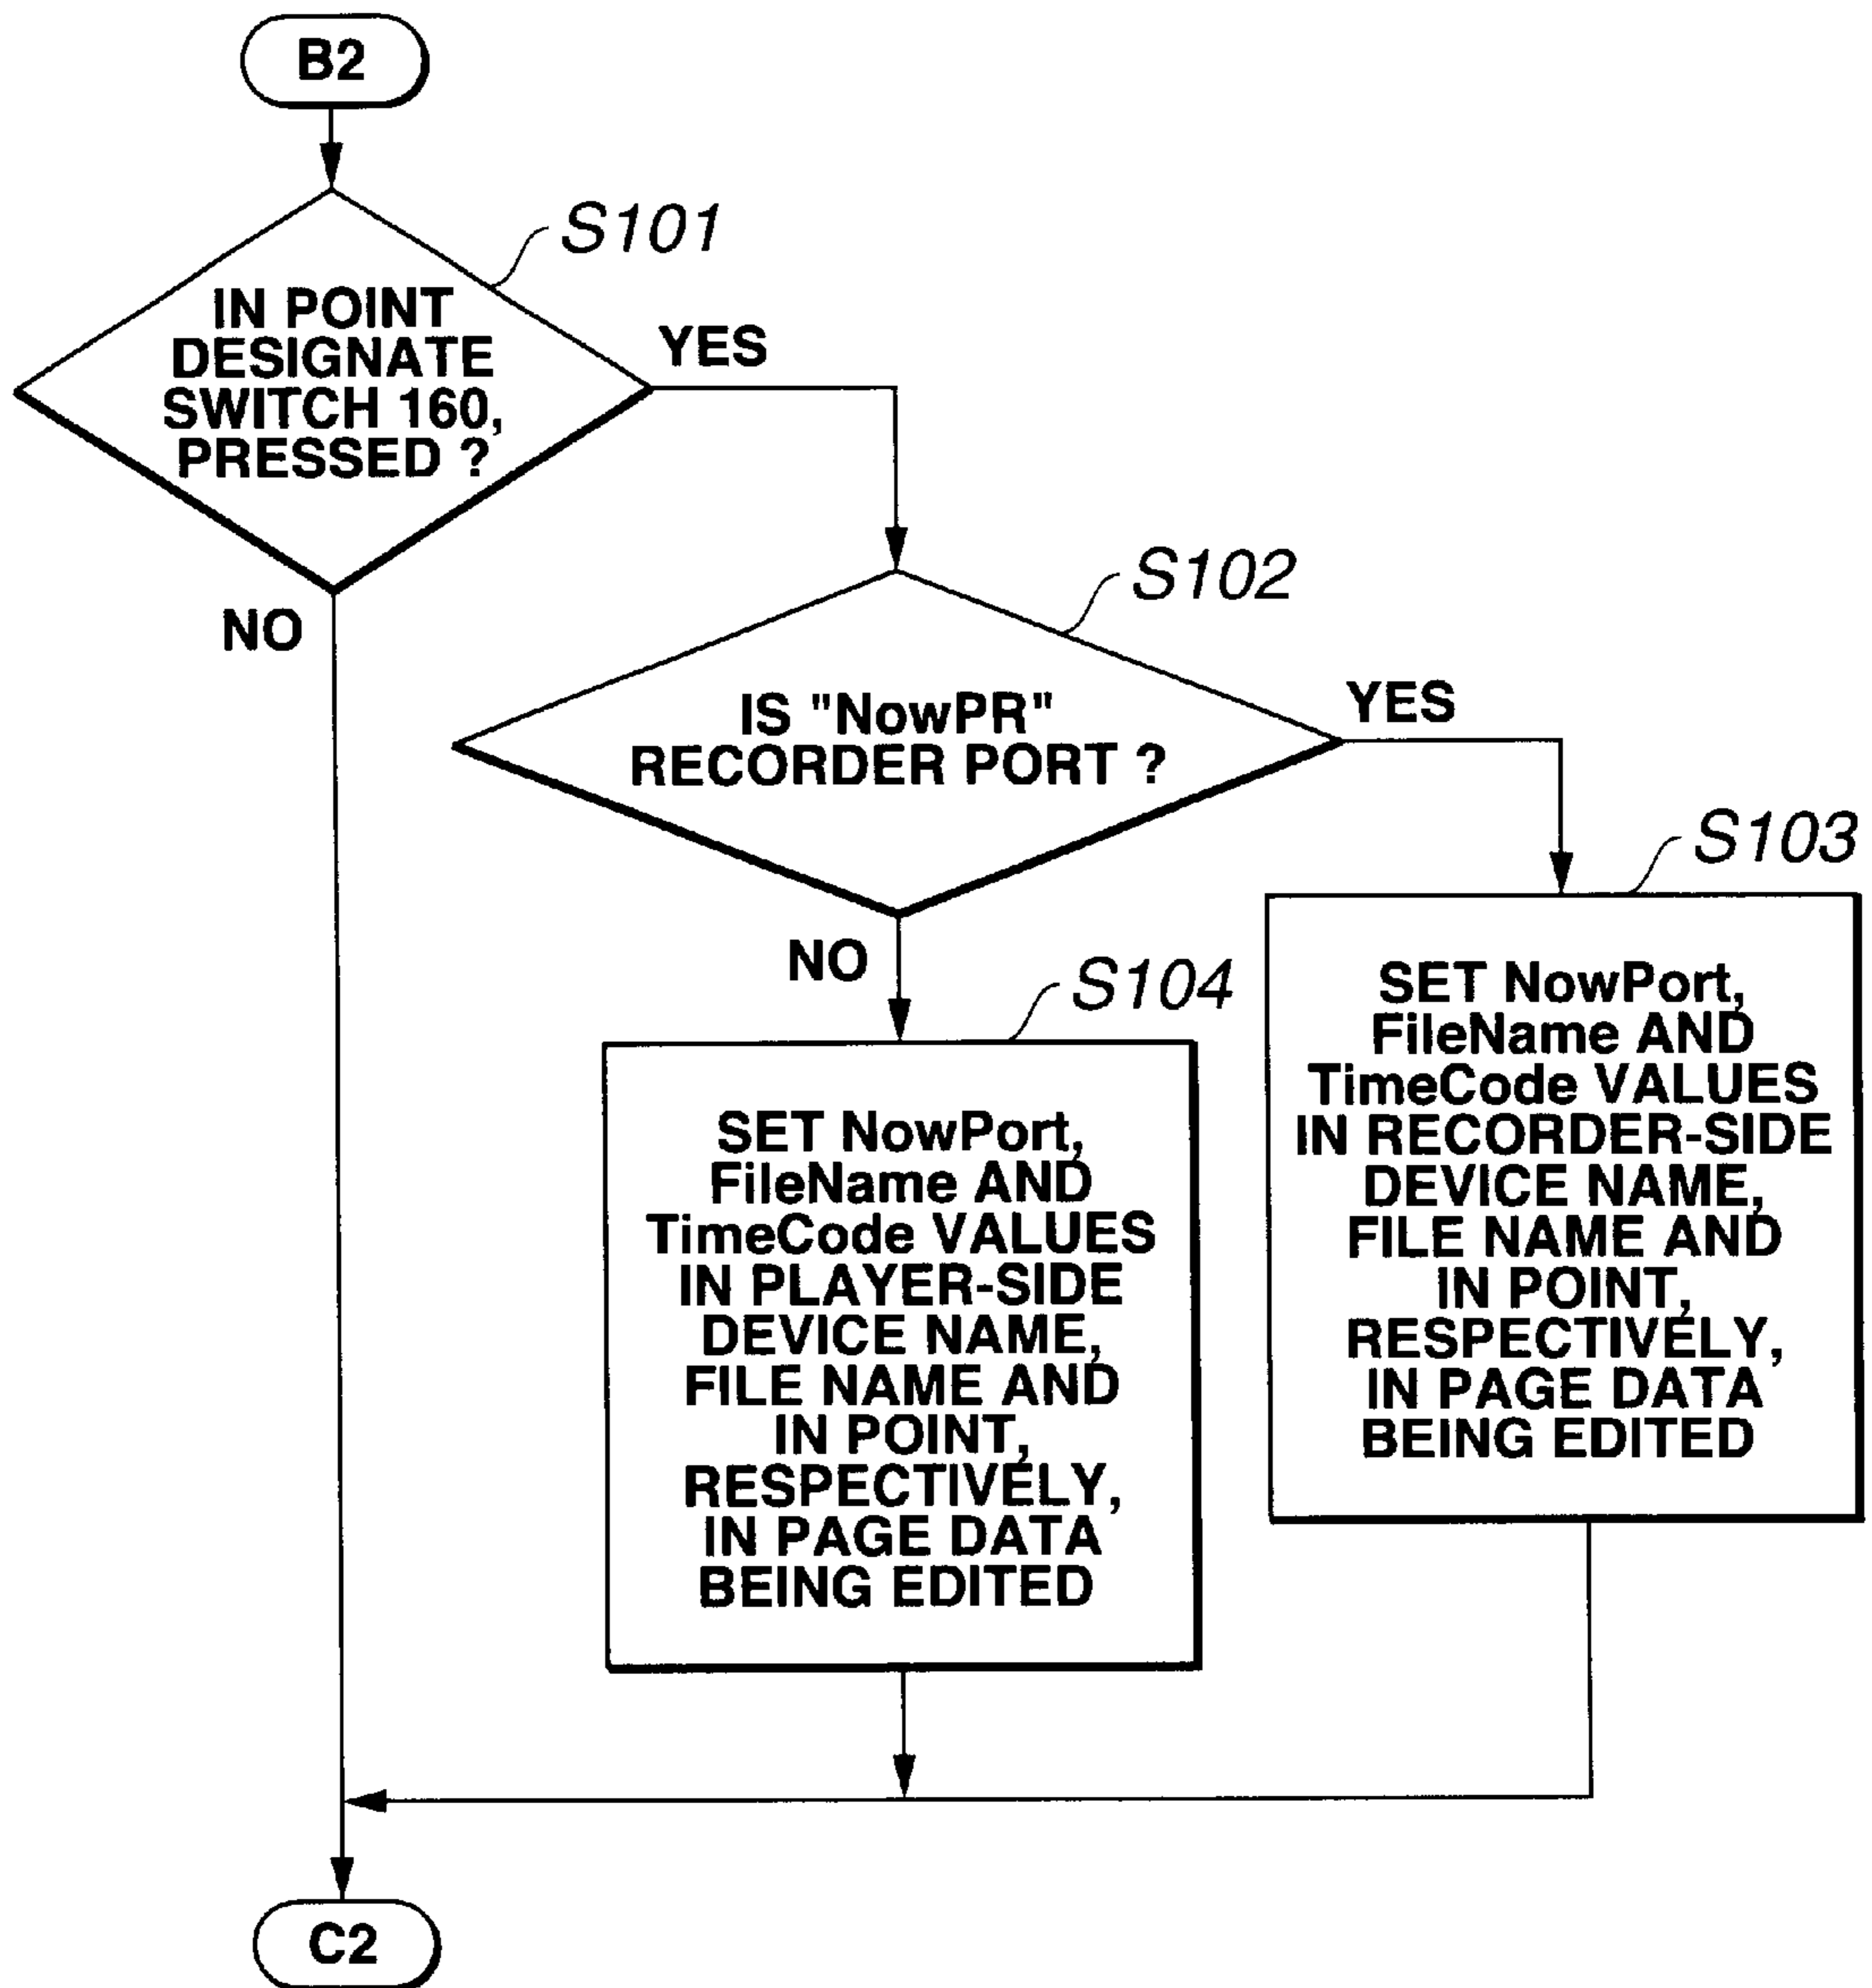 B2
S101
IN POINT
DESIGNATE
SWITCH 160,
PRESSED ?
YES
NO
S102
IS "NowPR"
RECORDER PORT ?
YES
NO
S103
SET NowPort,
FileName AND
TimeCode VALUES
IN RECORDER-SIDE
DEVICE NAME,
FILE NAME AND
IN POINT,
RESPECTIVELY,
IN PAGE DATA
BEING EDITED
S104
SET NowPort,
FileName AND
TimeCode VALUES
IN PLAYER-SIDE
DEVICE NAME,
FILE NAME AND
IN POINT,
RESPECTIVELY,
IN PAGE DATA
BEING EDITED
C2